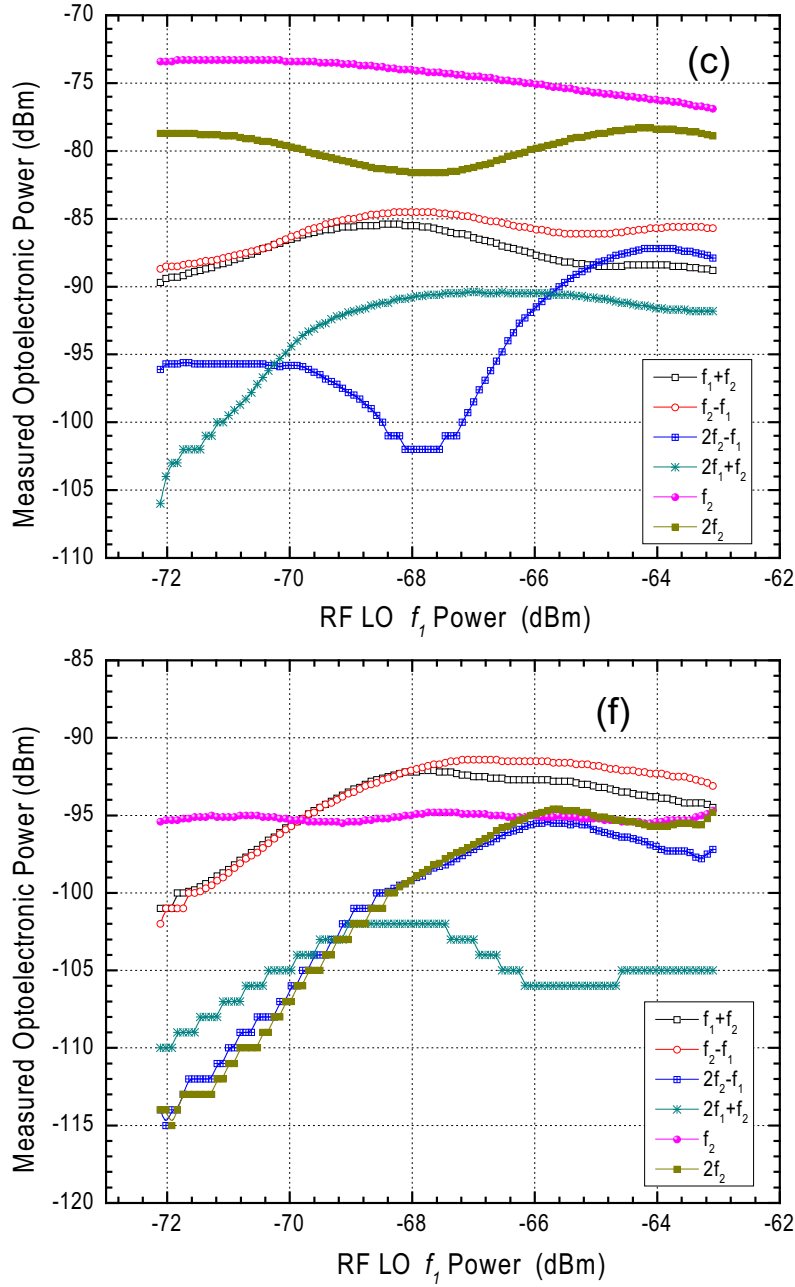 (c)
Measured Optoelectronic Power (dBm)
-70
-75
-80
-85
-90
-95
-100
-105
-110
f₁+f₂
f₂-f₁
2f₂-f₁
2f₁+f₂
f₂
2f₂
-72 -70 -68 -66 -64 -62
RF LO f₁ Power (dBm)
(f)
Measured Optoelectronic Power (dBm)
-85
-90
-95
-100
-105
-110
-115
-120
f₁+f₂
f₂-f₁
2f₂-f₁
2f₁+f₂
f₂
2f₂
-72 -70 -68 -66 -64 -62
RF LO f₁ Power (dBm)